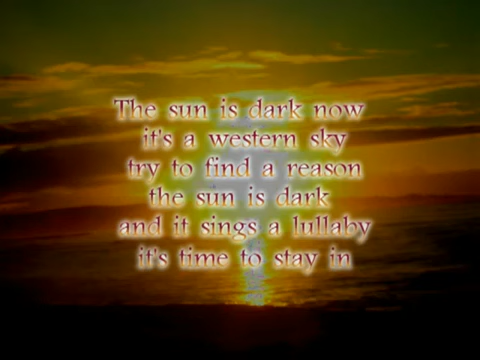 The sun is dark now
it's a western sky
try to find a reason
the sun is dark
and it sings a lullaby
it's time to stay in